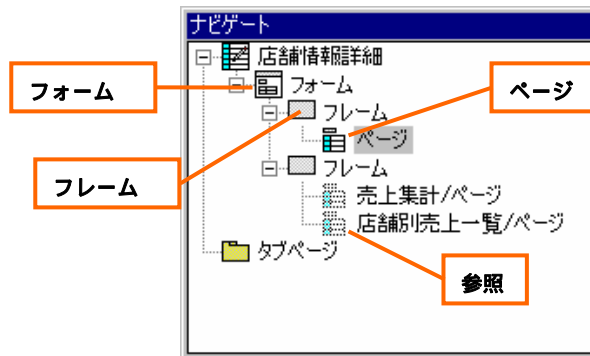 ナビゲート
店舗情報詳細
フォーム
フォーム
ページ
フレーム
ページ
フレーム
フレーム
売上集計/ページ
店舗別売上一覧/ページ
タブページ
参照